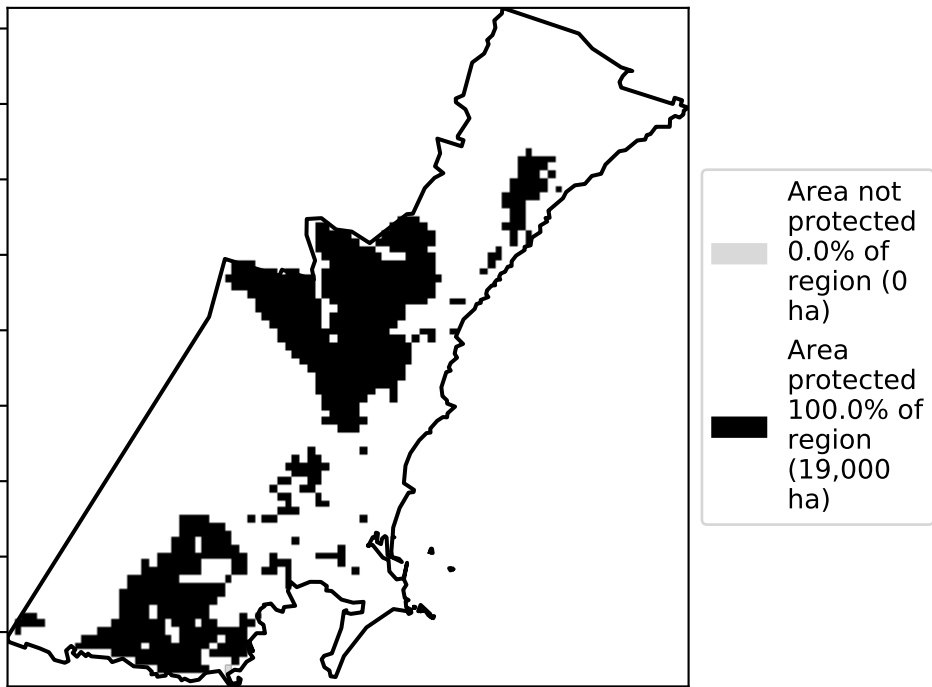 Area not
protected
0.0% of
region (0
ha)
Area
protected
100.0% of
region
(19,000
ha)